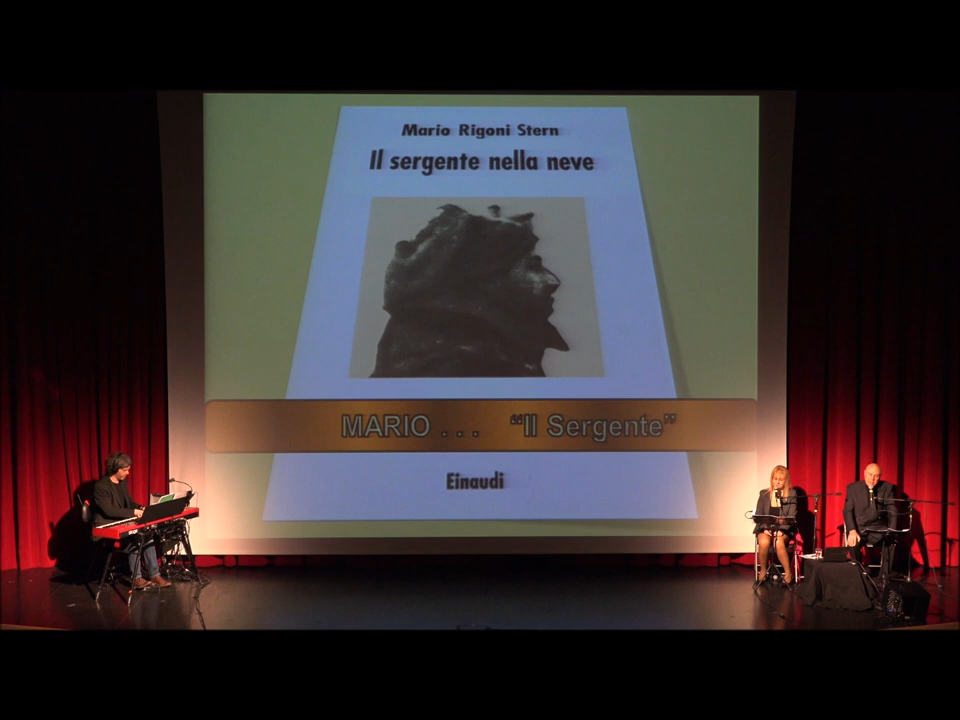 Mario Rigoni Stern
Il sergente nella neve
MARIO . . . “Il Sergente”
Einaudi